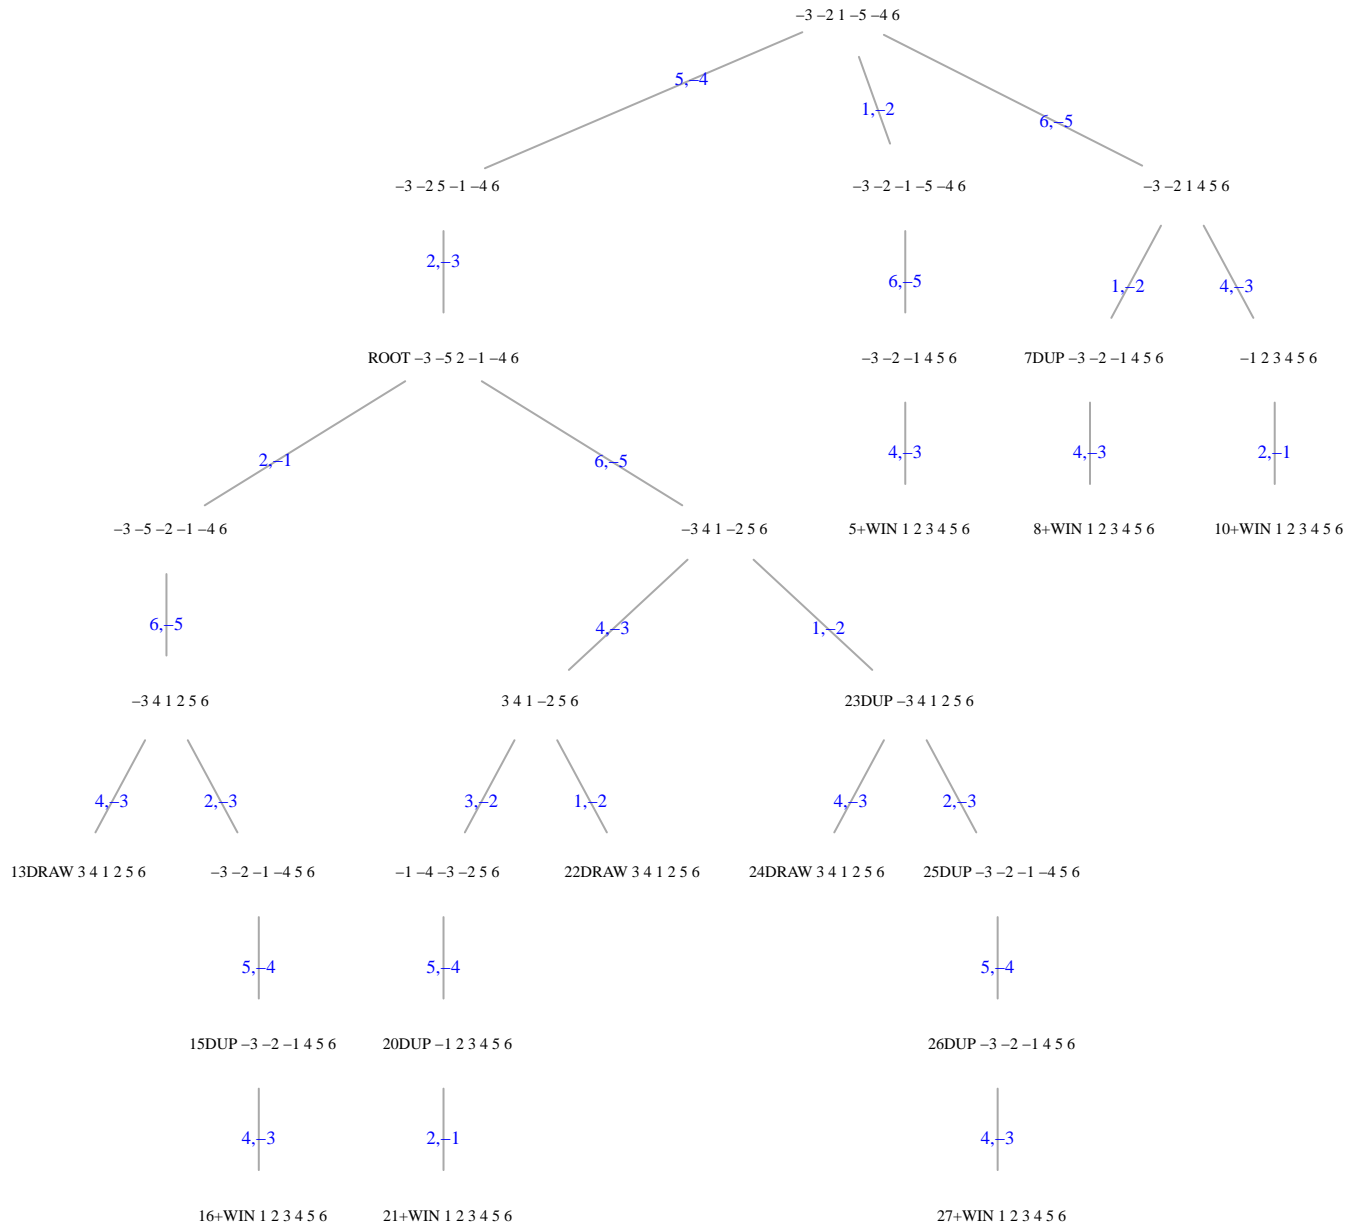 −3 −2 1 −5 −4 6
5,−4
1,−2
6,−5
−3 −2 5 −1 −4 6
−3 −2 −1 −5 −4 6
−3 −2 1 4 5 6
2,−3
6,−5
1,−2
4,−3
ROOT −3 −5 2 −1 −4 6
−3 −2 −1 4 5 6
7DUP −3 −2 −1 4 5 6
−1 2 3 4 5 6
2,−1
6,−5
4,−3
4,−3
2,−1
−3 −5 −2 −1 −4 6
−3 4 1 −2 5 6
5+WIN 1 2 3 4 5 6
8+WIN 1 2 3 4 5 6
10+WIN 1 2 3 4 5 6
6,−5
4,−3
1,−2
−3 4 1 2 5 6
3 4 1 −2 5 6
23DUP −3 4 1 2 5 6
4,−3
2,−3
3,−2
1,−2
4,−3
2,−3
13DRAW 3 4 1 2 5 6
−3 −2 −1 −4 5 6
−1 −4 −3 −2 5 6
22DRAW 3 4 1 2 5 6
24DRAW 3 4 1 2 5 6
25DUP −3 −2 −1 −4 5 6
5,−4
5,−4
5,−4
15DUP −3 −2 −1 4 5 6
20DUP −1 2 3 4 5 6
26DUP −3 −2 −1 4 5 6
4,−3
2,−1
4,−3
16+WIN 1 2 3 4 5 6
21+WIN 1 2 3 4 5 6
27+WIN 1 2 3 4 5 6